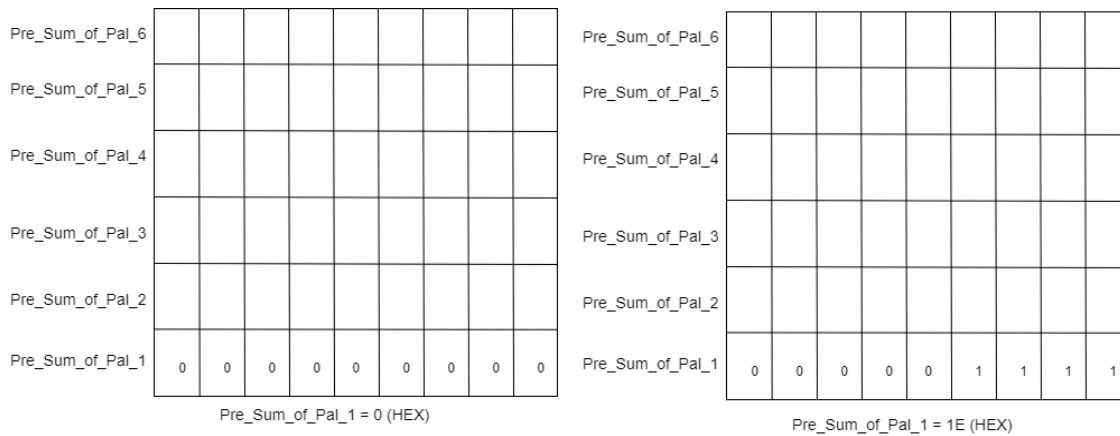 Pre_Sum_of_Pal_6
Pre_Sum_of_Pal_5
Pre_Sum_of_Pal_4
Pre_Sum_of_Pal_3
Pre_Sum_of_Pal_2
Pre_Sum_of_Pal_1 0 0 0 0 0 0 0 0 0
Pre_Sum_of_Pal_1 = 0 (HEX)
Pre_Sum_of_Pal_6
Pre_Sum_of_Pal_5
Pre_Sum_of_Pal_4
Pre_Sum_of_Pal_3
Pre_Sum_of_Pal_2
Pre_Sum_of_Pal_1 0 0 0 0 0 1 1 1 1
Pre_Sum_of_Pal_1 = 1E (HEX)